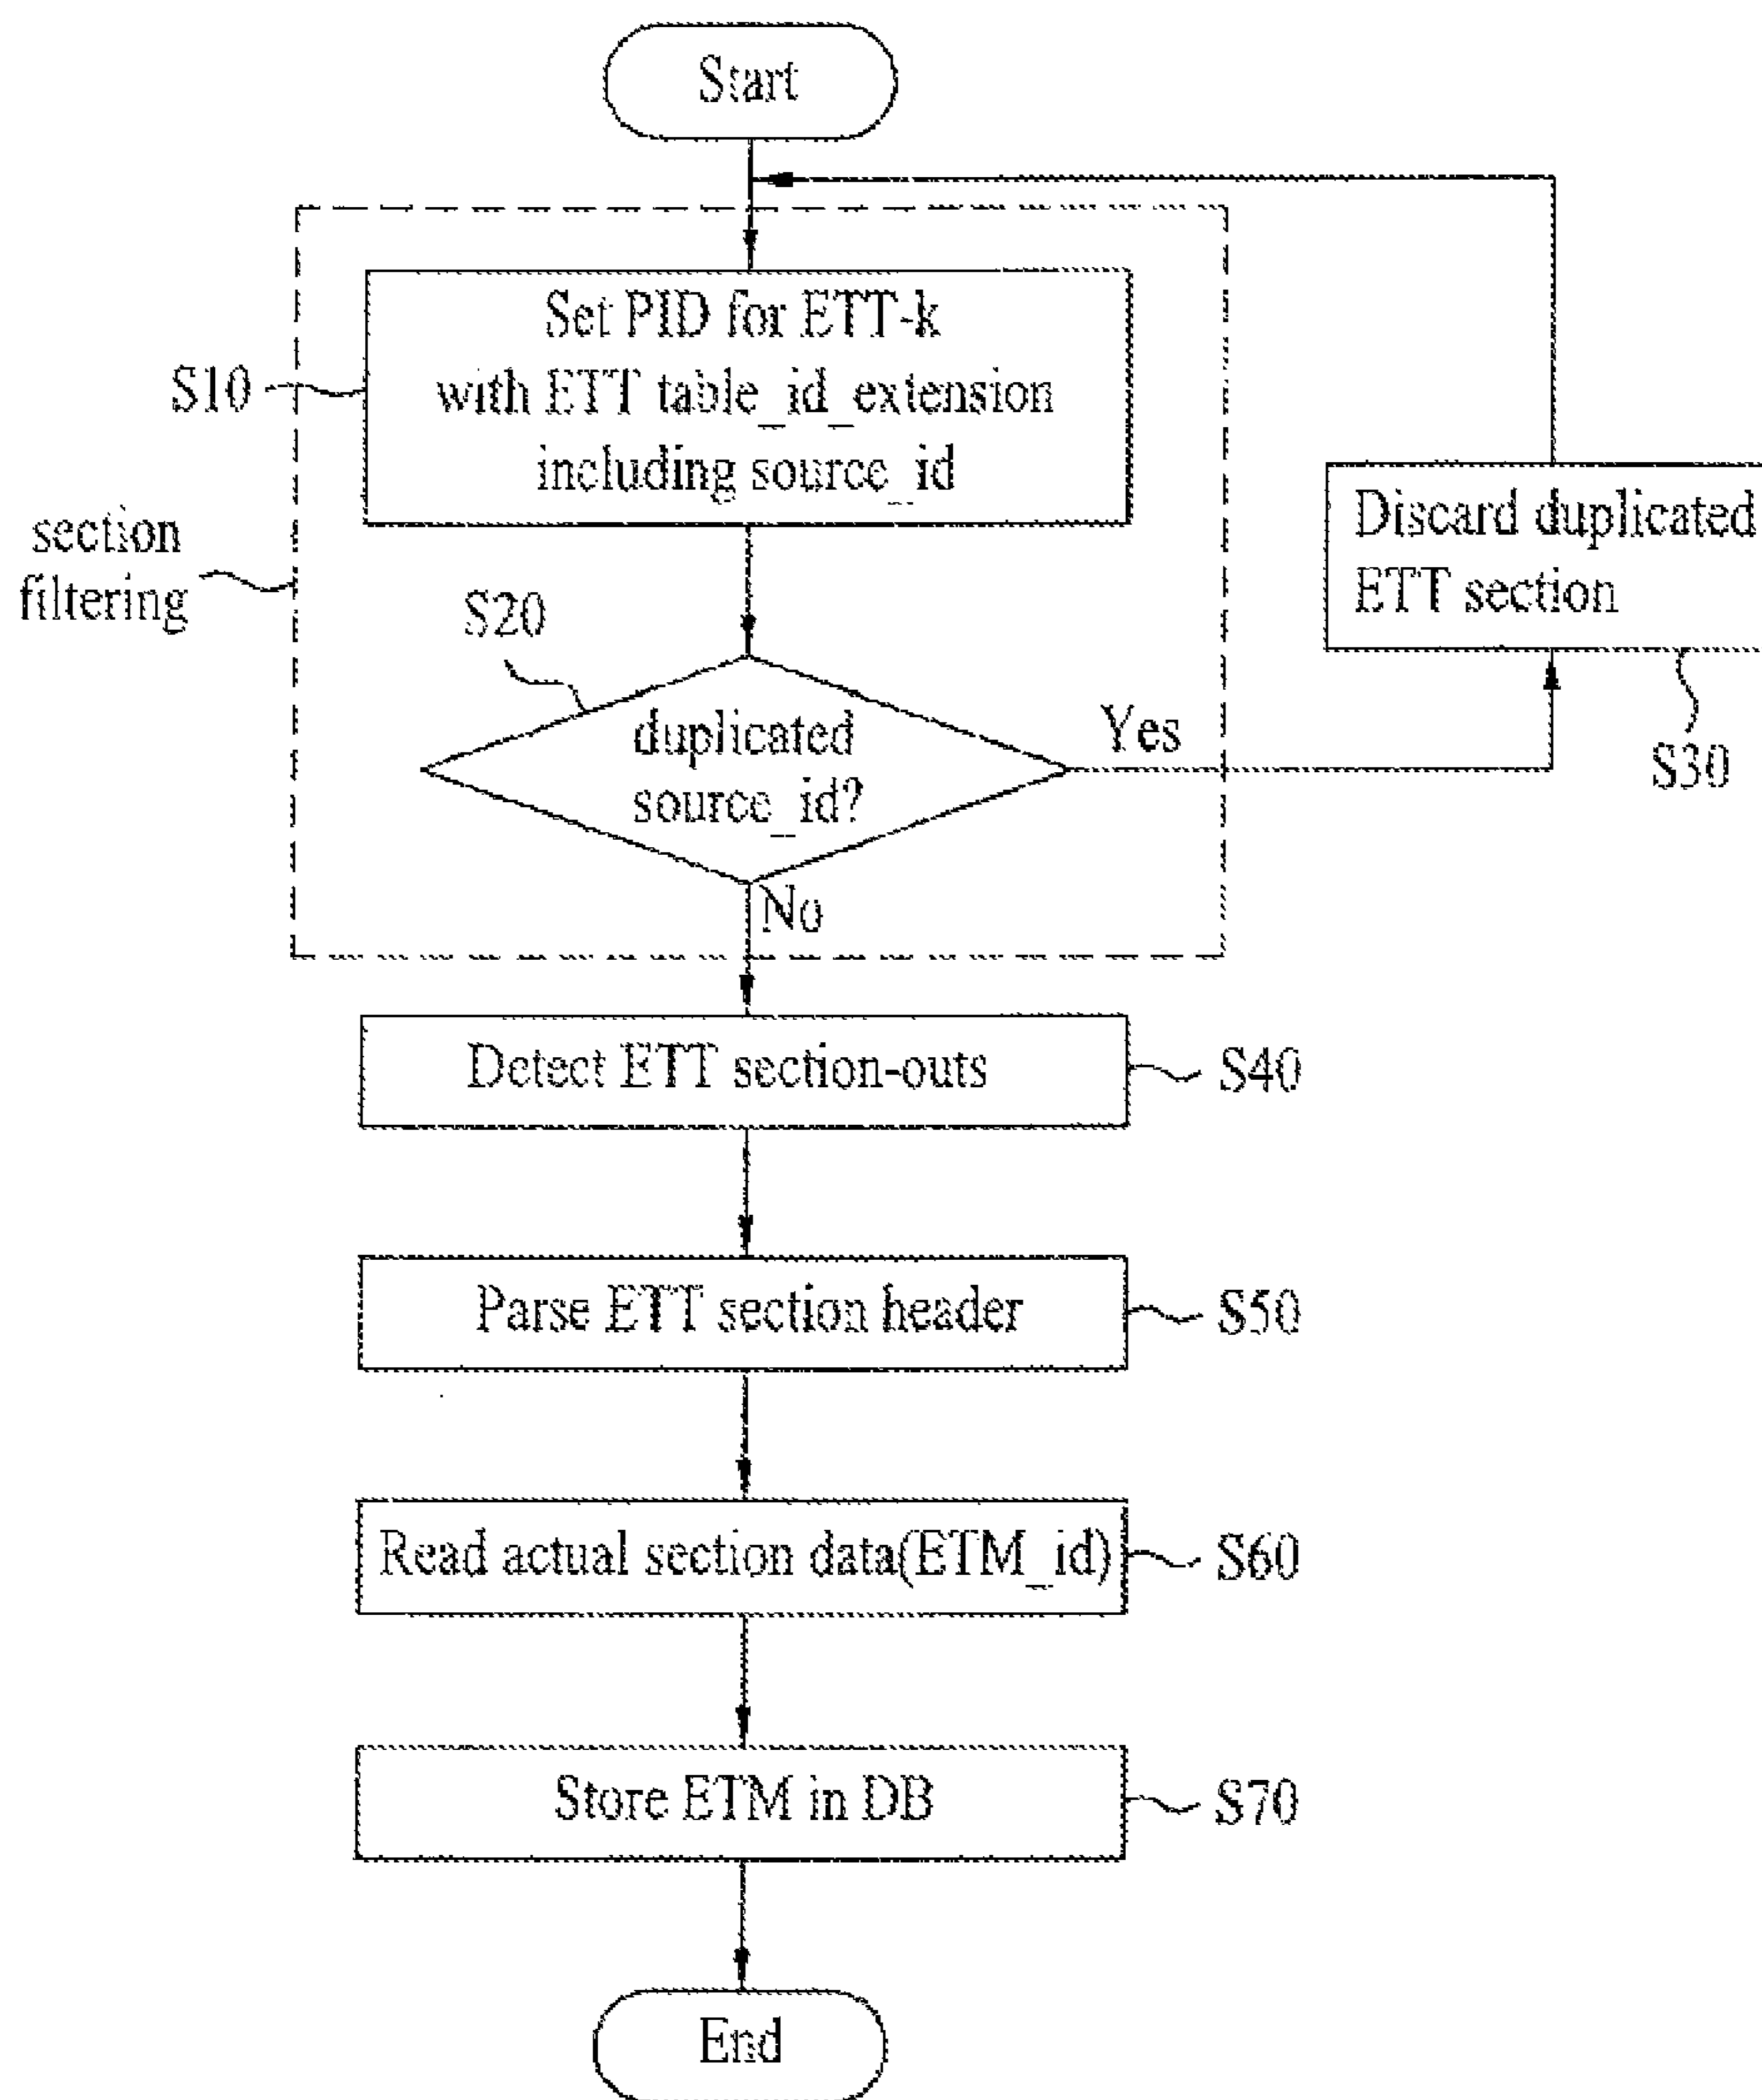 Start
Set PID for ETT-k
with ETT table_id_extension
including source_id
S10
section
filtering
Discard duplicated
ETT section
S30
S20
duplicated
source_id?
Yes
No
Detect ETT section-outs
S40
Parse ETT section header
S50
Read actual section data(ETM_id)
S60
Store ETM in DB
S70
End